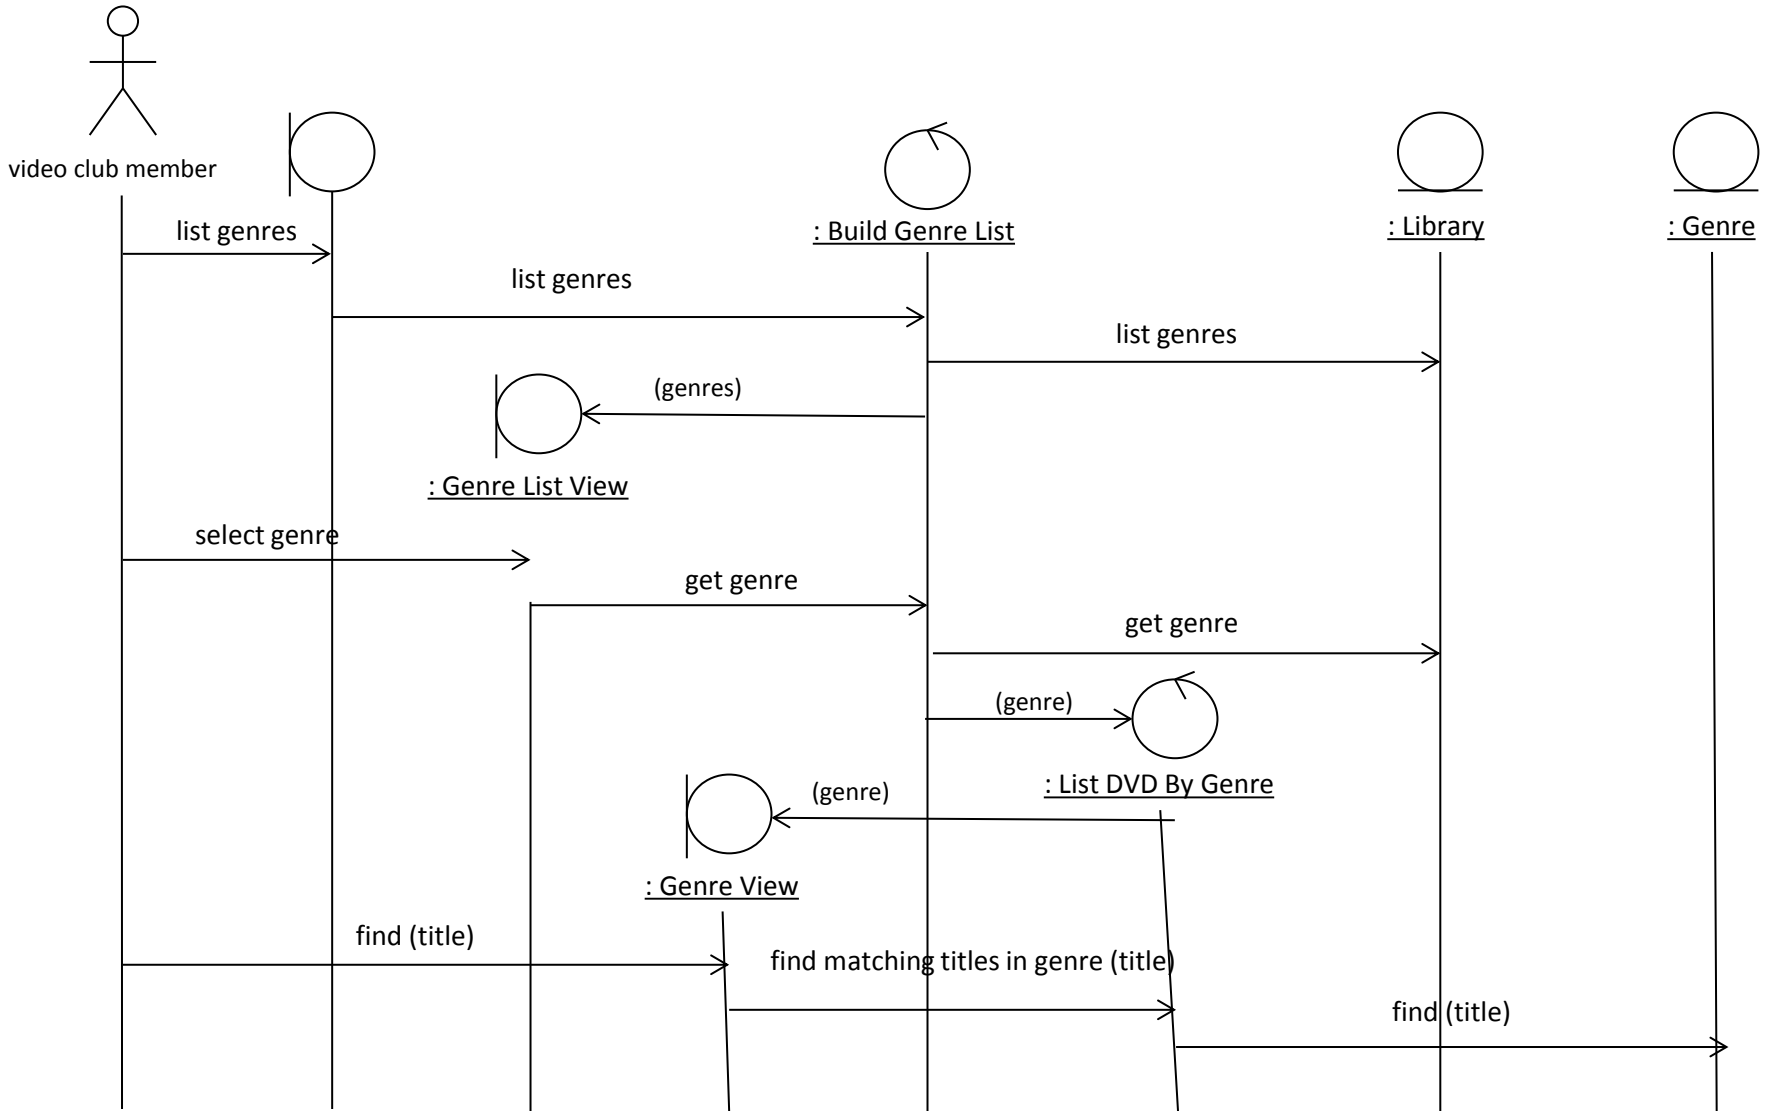 video club member
: Build Genre List
: Library
: Genre
list genres
list genres
list genres
(genres)
: Genre List View
select genre
get genre
get genre
(genre)
: List DVD By Genre
(genre)
: Genre View
find (title)
find matching titles in genre (title)
find (title)